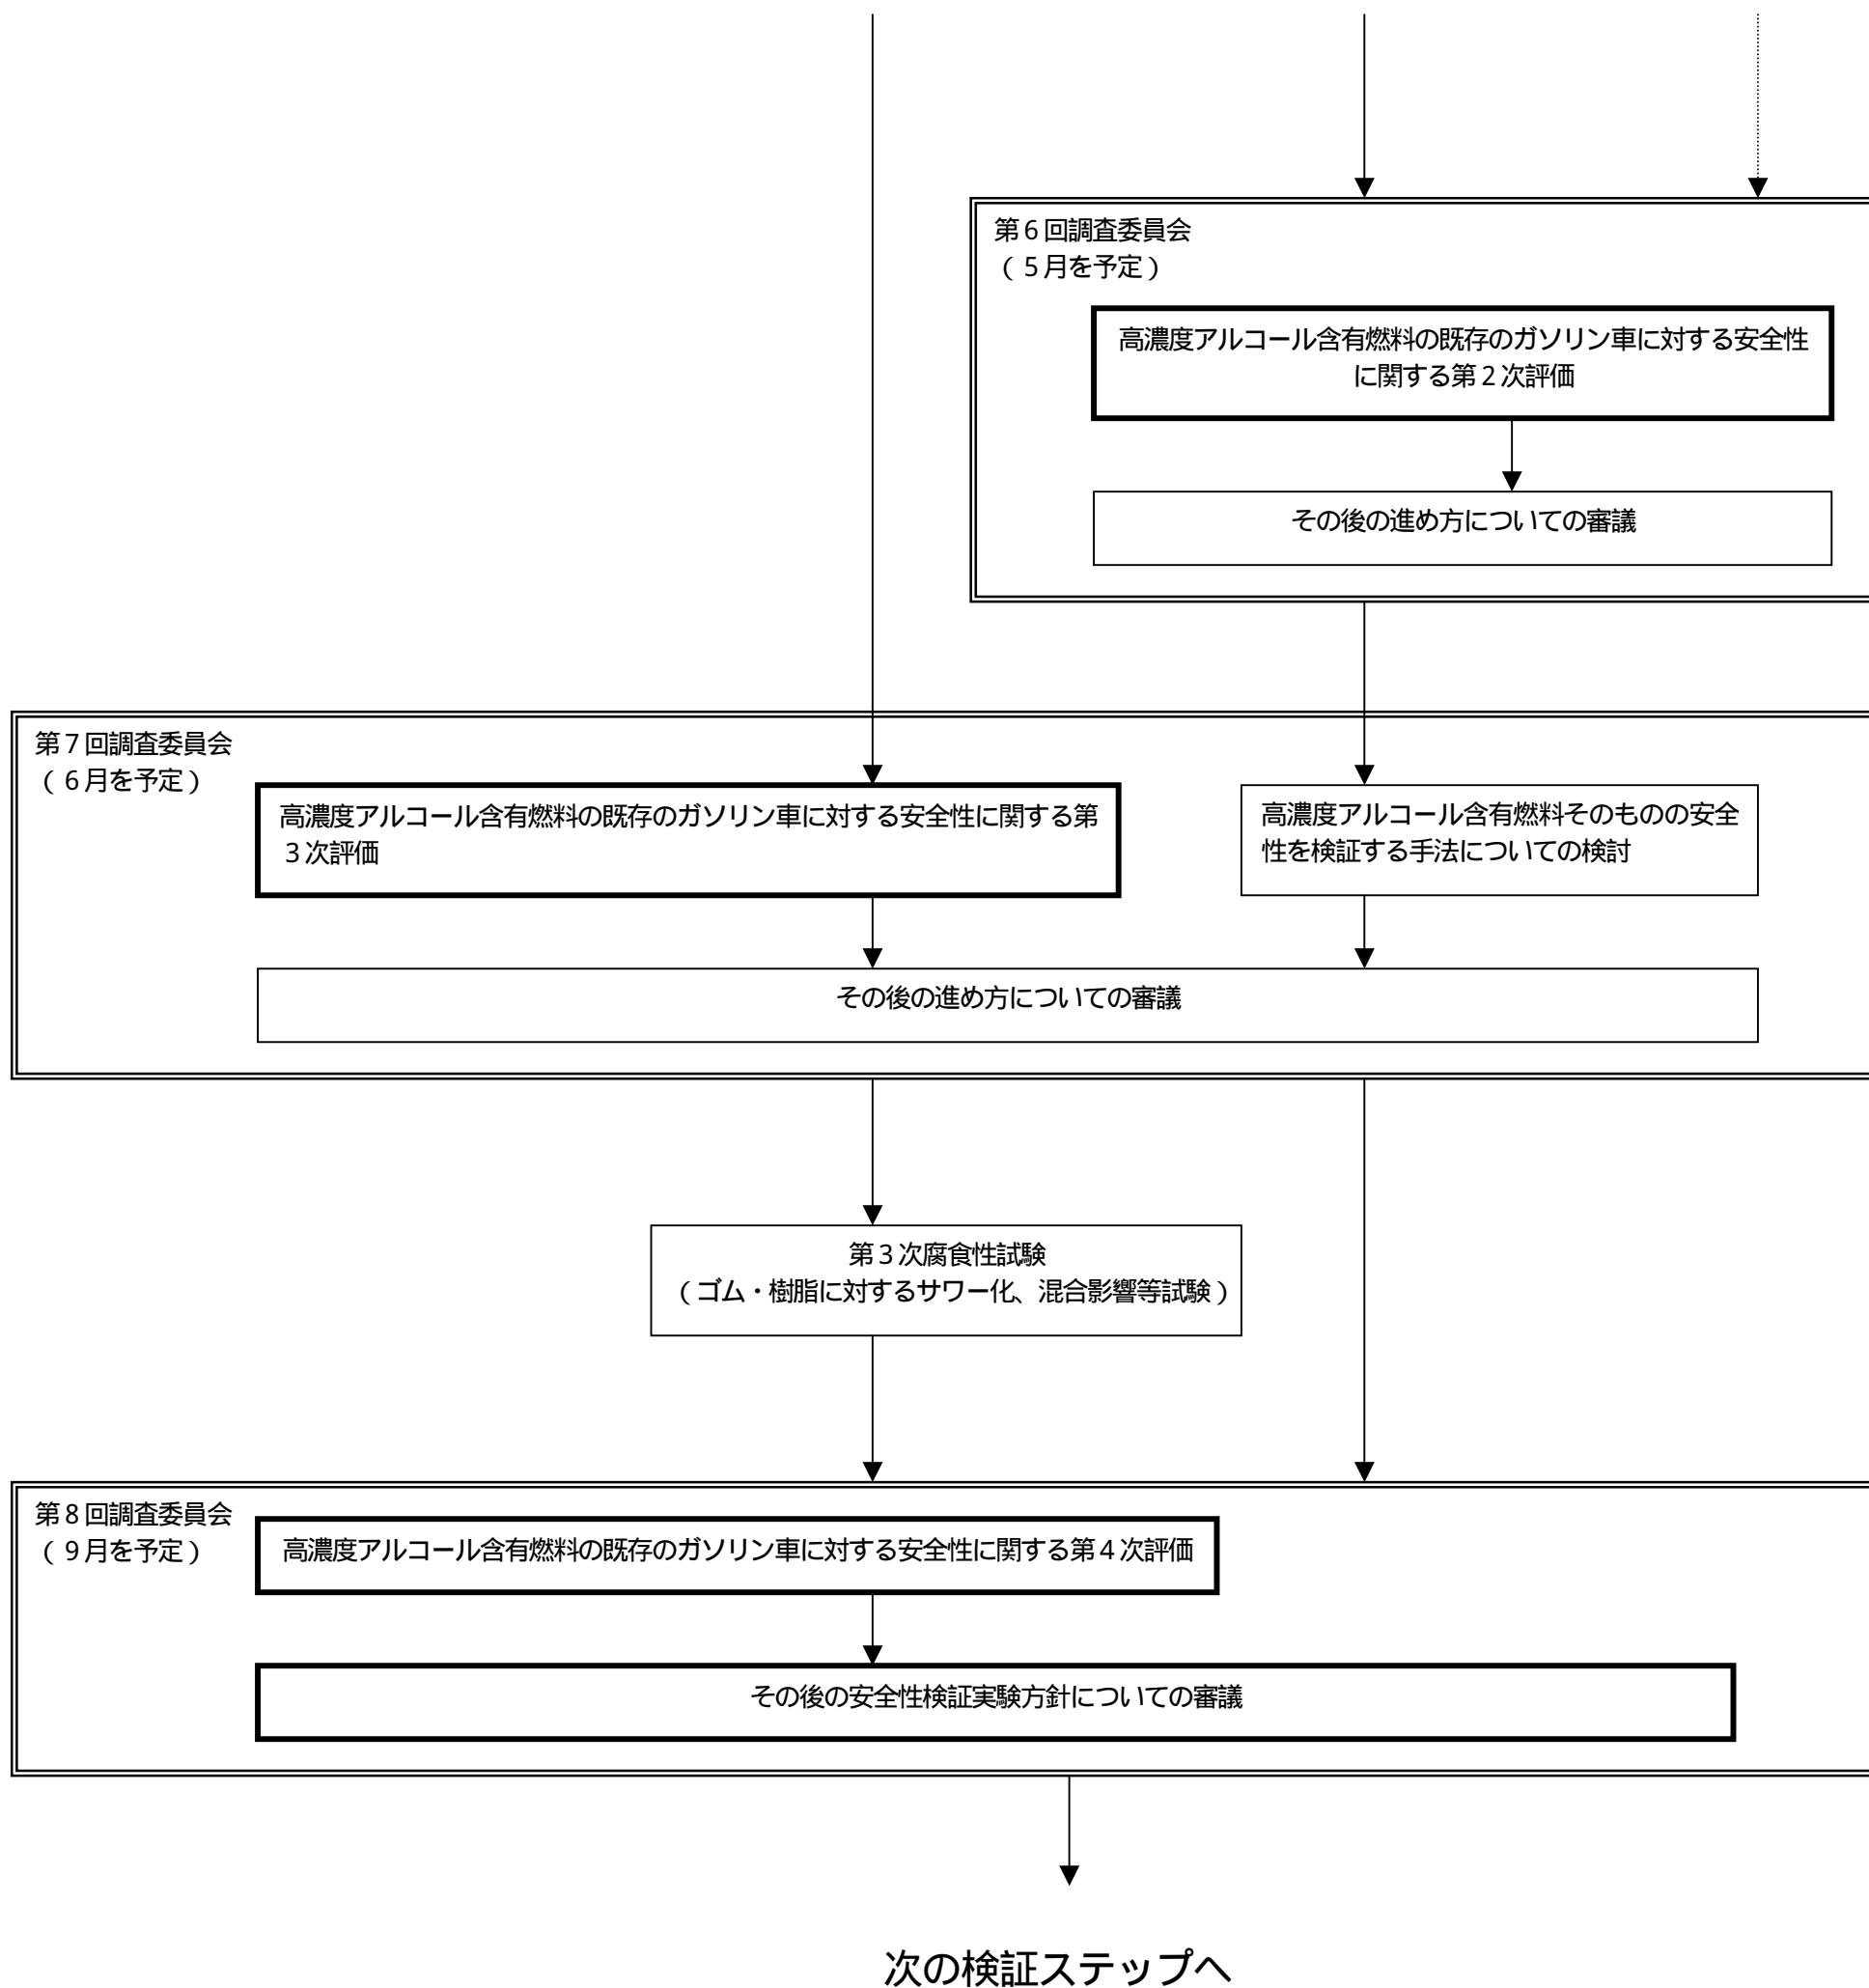 第６回調査委員会
（５月を予定）
高濃度アルコール含有燃料の既存のガソリン車に対する安全性
に関する第２次評価
その後の進め方についての審議
第７回調査委員会
（６月を予定）
高濃度アルコール含有燃料の既存のガソリン車に対する安全性に関する第
３次評価
高濃度アルコール含有燃料そのものの安全
性を検証する手法についての検討
その後の進め方についての審議
第３次腐食性試験
（ゴム・樹脂に対するサワー化、混合影響等試験）
第８回調査委員会
（９月を予定）
高濃度アルコール含有燃料の既存のガソリン車に対する安全性に関する第４次評価
その後の安全性検証実験方針についての審議
次の検証ステップへ